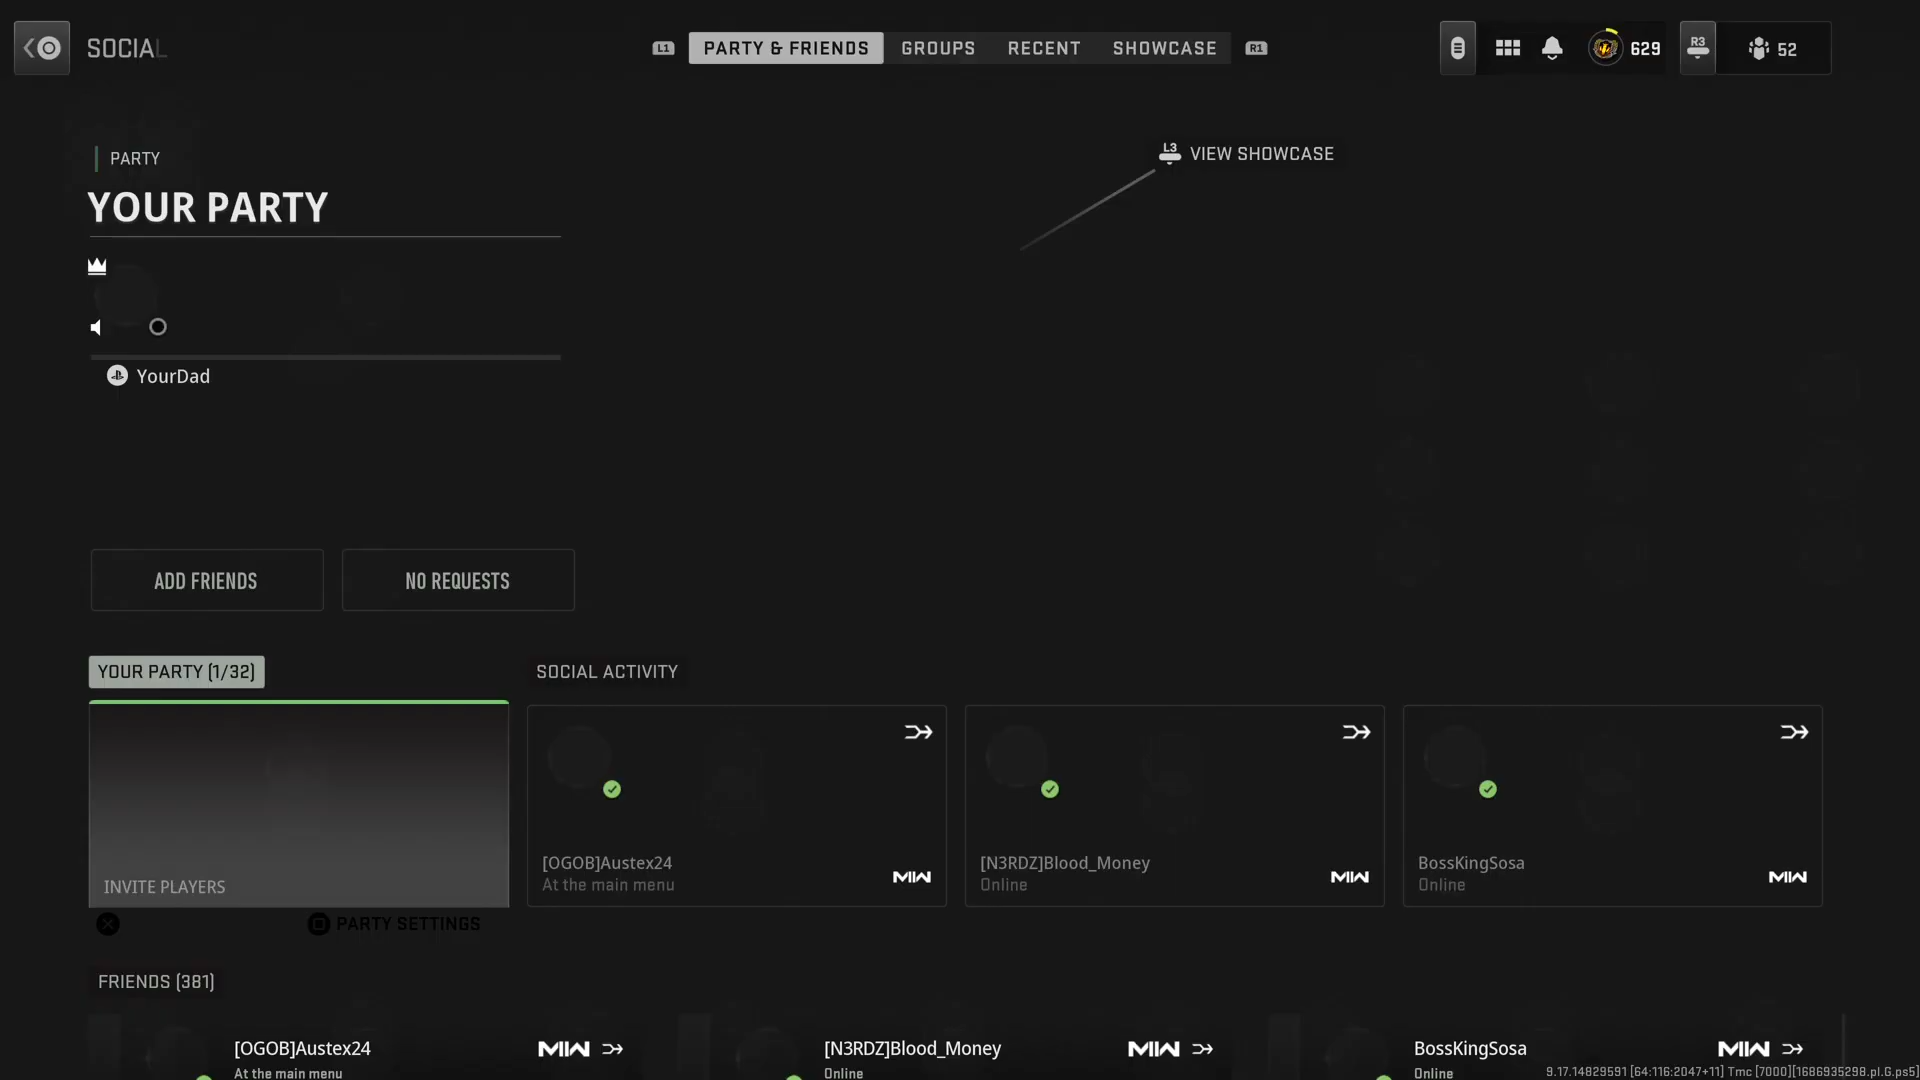 SOCIAL
L1 PARTY & FRIENDS GROUPS RECENT SHOWCASE R1
629 R3 52
PARTY
YOUR PARTY
L3 VIEW SHOWCASE
YourDad
ADD FRIENDS NO REQUESTS
YOUR PARTY (1/32) SOCIAL ACTIVITY
[OGOB]Austex24
At the main menu
MW
[N3RDZ]Blood_Money
Online
MW
BossKingSosa
Online
MW
INVITE PLAYERS
PARTY SETTINGS
FRIENDS (381)
[OGOB]Austex24 MW
At the main menu
[N3RDZ]Blood_Money MW
Online
BossKingSosa MW
Online
9.17.14829591 [64:116:2047+11] Tmc [7000][1686935298.pl.G.ps5]